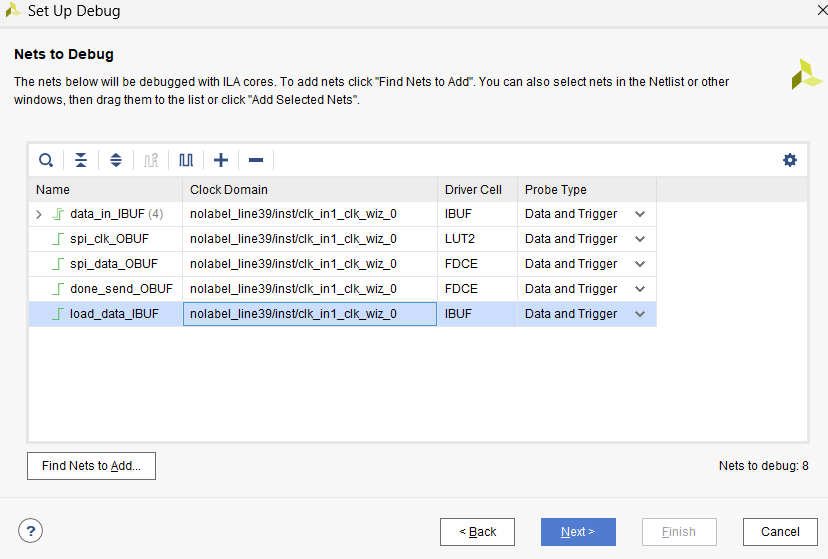 Set Up Debug
Nets to Debug
The nets below will be debugged with ILA cores. To add nets click "Find Nets to Add". You can also select nets in the Netlist or other
windows, then drag them to the list or click "Add Selected Nets".
Name Clock Domain Driver Cell Probe Type
data_in_IBUF (4) nolabel_line39/inst/clk_in1_clk_wiz_0 IBUF Data and Trigger
spi_clk_OBUF nolabel_line39/inst/clk_in1_clk_wiz_0 LUT2 Data and Trigger
spi_data_OBUF nolabel_line39/inst/clk_in1_clk_wiz_0 FDCE Data and Trigger
done_send_OBUF nolabel_line39/inst/clk_in1_clk_wiz_0 FDCE Data and Trigger
load_data_IBUF nolabel_line39/inst/clk_in1_clk_wiz_0 IBUF Data and Trigger
Find Nets to Add... Nets to debug: 8
? < Back Next > Finish Cancel